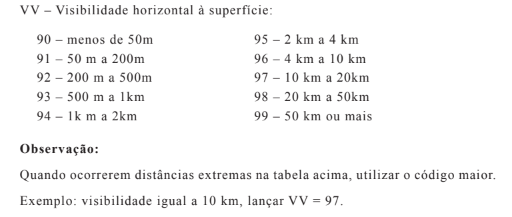 VV – Visibilidade horizontal à superfície:
90 – menos de 50m 95 – 2 km a 4 km
91 – 50 m a 200m 96 – 4 km a 10 km
92 – 200 m a 500m 97 – 10 km a 20km
93 – 500 m a 1km 98 – 20 km a 50km
94 – 1k m a 2km 99 – 50 km ou mais
Observação:
Quando ocorrerem distâncias extremas na tabela acima, utilizar o código maior.
Exemplo: visibilidade igual a 10 km, lançar VV = 97.